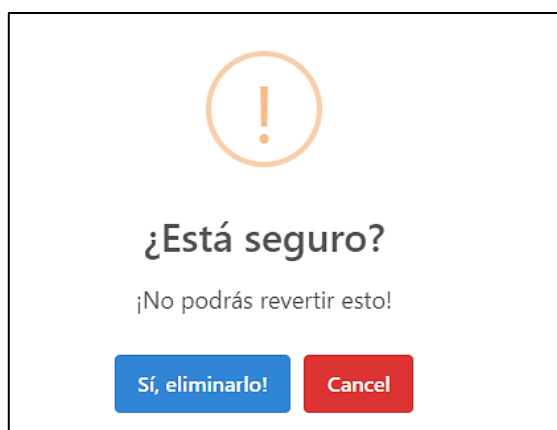 ¿Está seguro?
¡No podrás revertir esto!
Sí, eliminarlo! Cancel